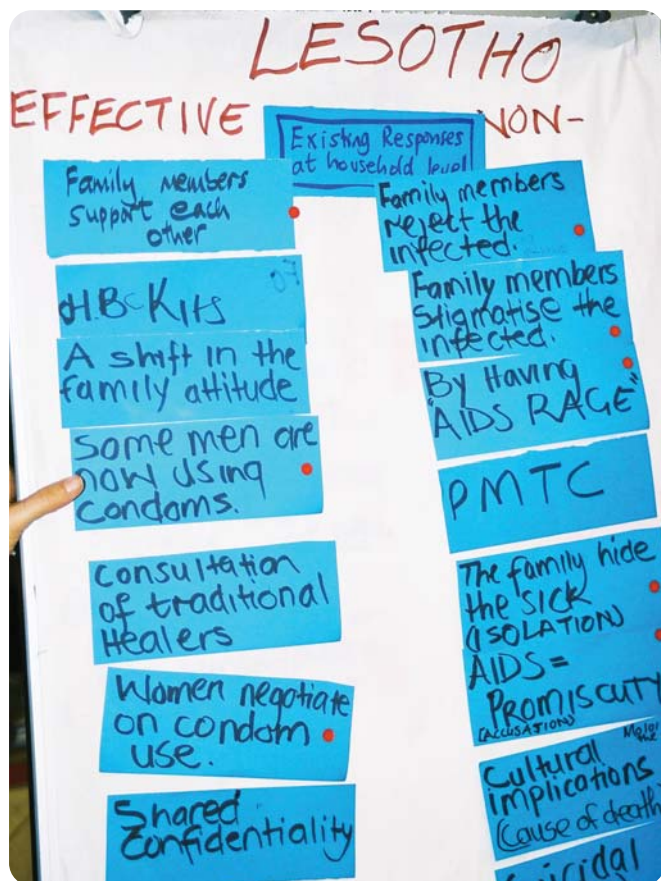 LESOTHO
EFFECTIVE
NON-
Existing Responses
at household level
Family members
support each
other
H.B.C Kits
A shift in the
family attitude
Some men are
now using
condoms.
Consultation
of traditional
Healers
Women negotiate
on condom
use.
Shared
Confidentiality
Family members
reject the
infected.
Family members
Stigmatise the
infected.
By Having
"AIDS RAGE"
PMTC
The family hide
the SICK
(ISOLATION)
AIDS =
PROMISCUTY
(ACCUSATION)
Cultural
implications
(Cause of death